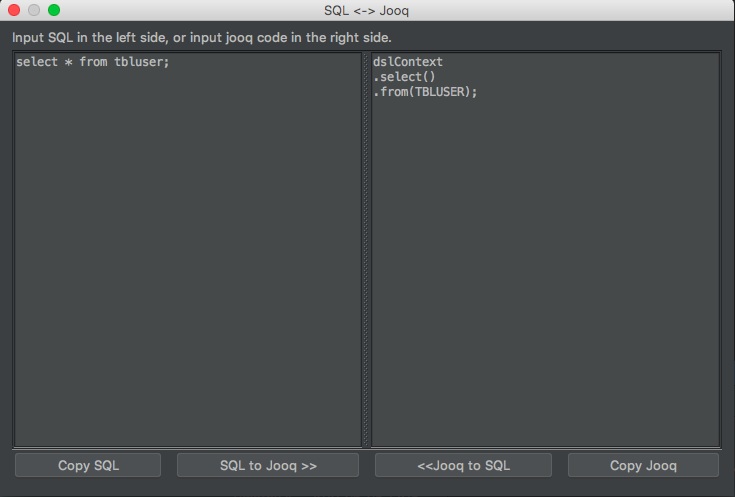 SQL <-> Jooq
Input SQL in the left side, or input jooq code in the right side.
select * from tbluser;
dslContext
.select()
.from(TBLUSER);
Copy SQL
SQL to Jooq >>
<<Jooq to SQL
Copy Jooq